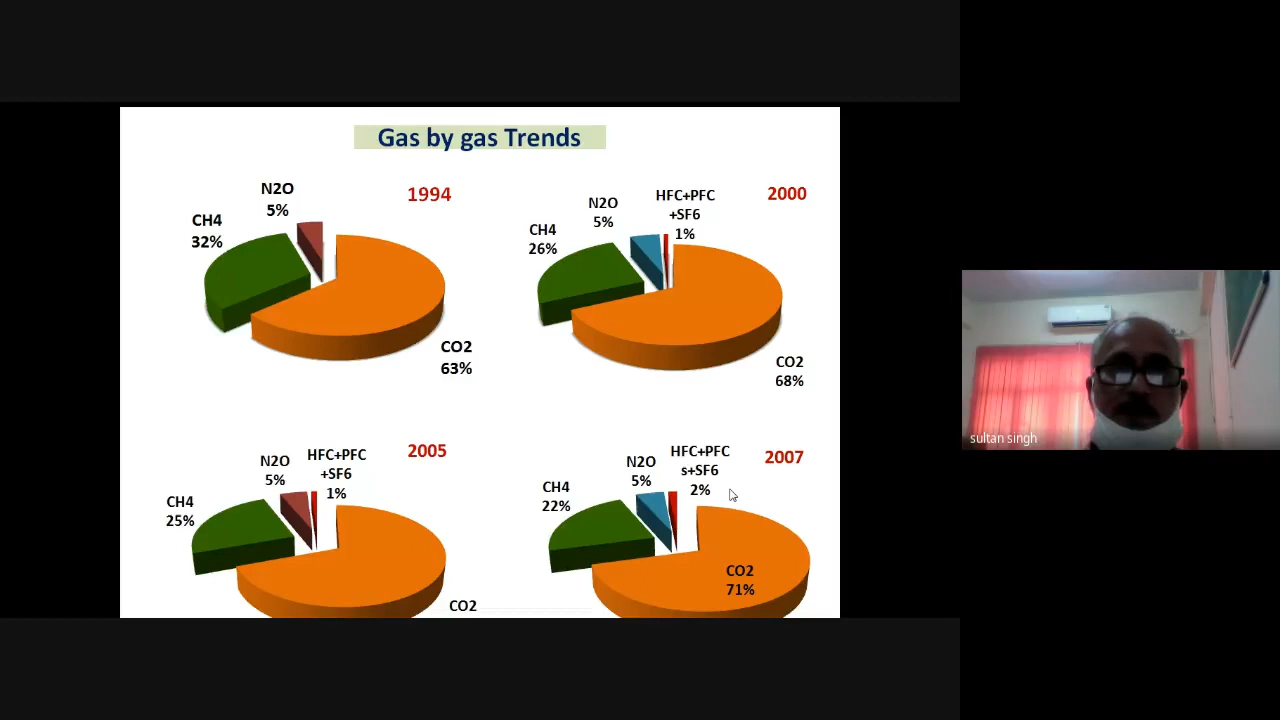 Gas by gas Trends
1994
N2O
5%
CH4
32%
CO2
63%
2000
HFC+PFC
+SF6
1%
N2O
5%
CH4
26%
CO2
68%
2005
HFC+PFC
+SF6
1%
N2O
5%
CH4
25%
CO2
2007
HFC+PFC
s+SF6
2%
N2O
5%
CH4
22%
CO2
71%
sultan singh